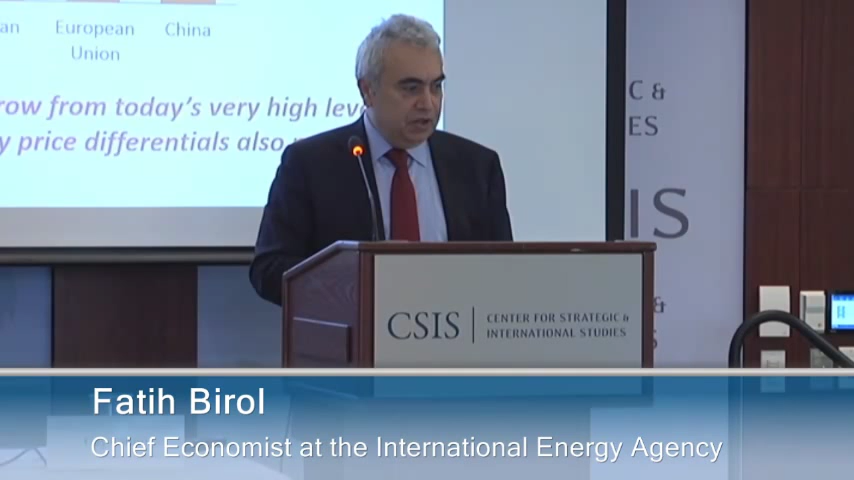 an
European
Union
China
row from today's very high leve
y price differentials also
C &
ES
IS
CSIS
CENTER FOR STRATEGIC &
INTERNATIONAL STUDIES
&
S
Fatih Birol
Chief Economist at the International Energy Agency